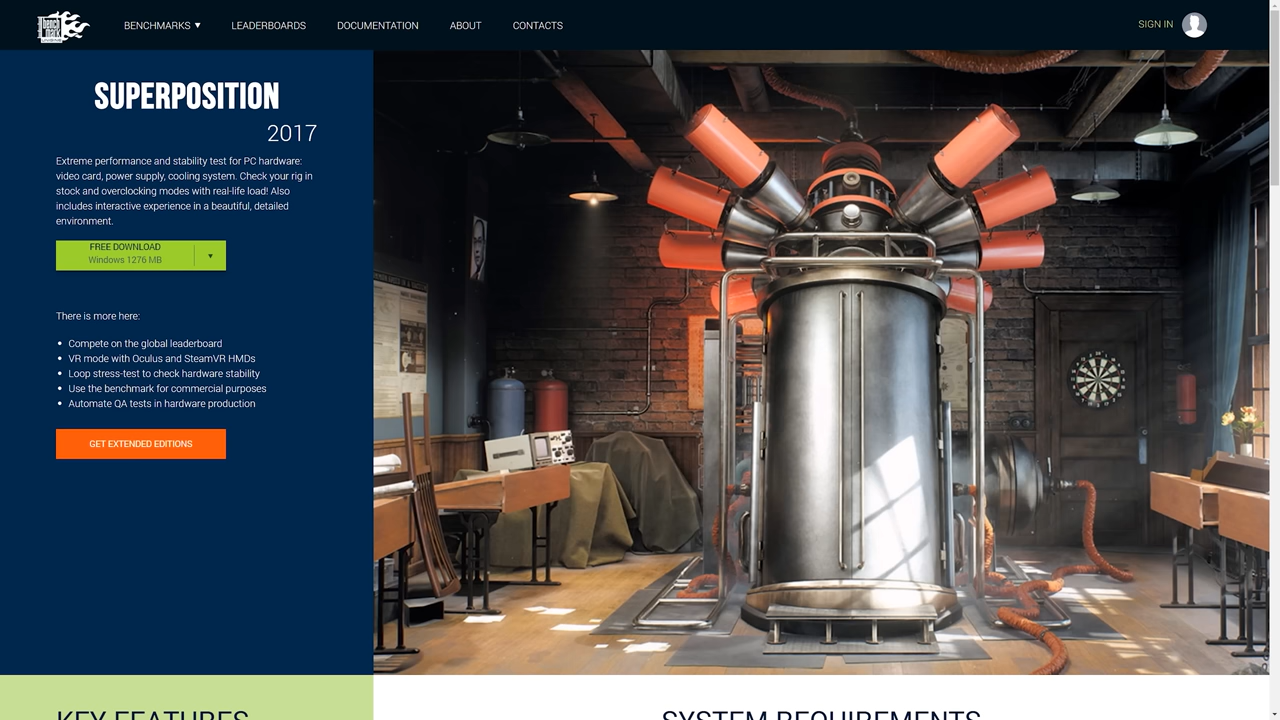 bench
mark
BENCHMARKS ▼
LEADERBOARDS
DOCUMENTATION
ABOUT
CONTACTS
SIGN IN
SUPERPOSITION
2017
Extreme performance and stability test for PC hardware:
video card, power supply, cooling system. Check your rig in
stock and overclocking modes with real-life load! Also
includes interactive experience in a beautiful, detailed
environment.
FREE DOWNLOAD
Windows 1276 MB
There is more here:
• Compete on the global leaderboard
• VR mode with Oculus and SteamVR HMDs
• Loop stress-test to check hardware stability
• Use the benchmark for commercial purposes
• Automate QA tests in hardware production
GET EXTENDED EDITIONS
KEY FEATURES
SYSTEM REQUIREMENTS